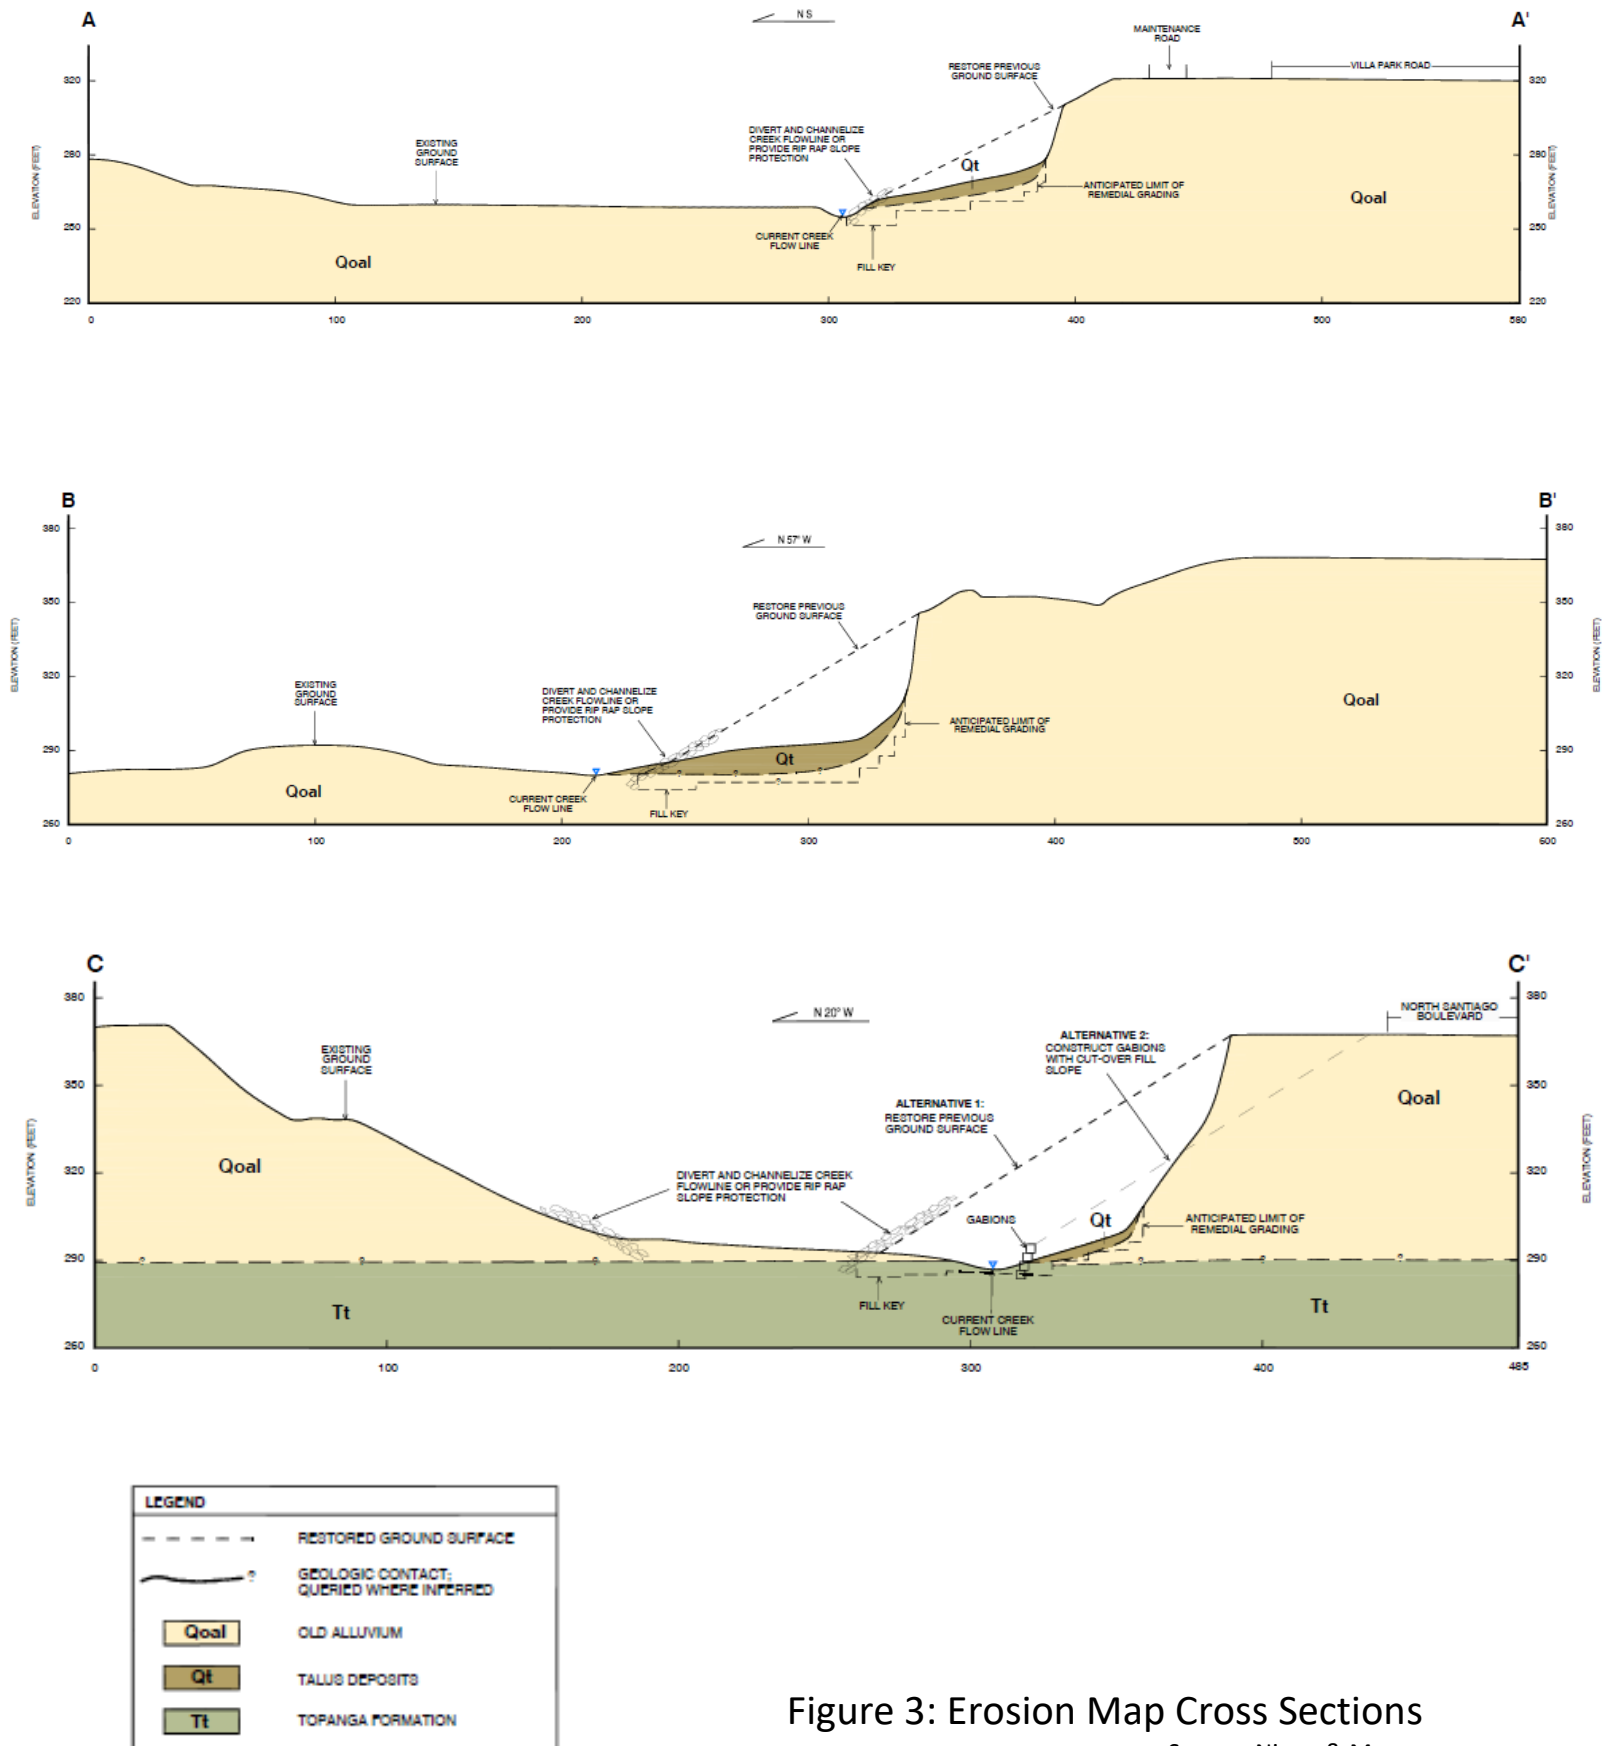 A
N S
A'
MAINTENANCE
ROAD
RESTORE PREVIOUS
GROUND SURFACE
VILLA PARK ROAD
320
320
DIVERT AND CHANNELIZE
CREEK FLOWLINE OR
PROVIDE RIP RAP SLOPE
PROTECTION
EXISTING
GROUND
SURFACE
280
280
Qt
ANTICIPATED LIMIT OF
REMEDIAL GRADING
ELEVATION (FEET)
ELEVATION (FEET)
Qoal
250
250
CURRENT CREEK
FLOW LINE
Qoal
FILL KEY
220
220
0
100
200
300
400
500
580
B
B'
380
380
N 57° W
350
350
RESTORE PREVIOUS
GROUND SURFACE
ELEVATION (FEET)
ELEVATION (FEET)
320
320
EXISTING
GROUND
SURFACE
DIVERT AND CHANNELIZE
CREEK FLOWLINE OR
PROVIDE RIP RAP SLOPE
PROTECTION
Qoal
ANTICIPATED LIMIT OF
REMEDIAL GRADING
290
290
Qt
? ? ? ?
Qoal
CURRENT CREEK
FLOW LINE
FILL KEY
260
260
0
100
200
300
400
500
600
C
C'
380
380
NORTH SANTIAGO
BOULEVARD
N 20° W
ALTERNATIVE 2:
CONSTRUCT GABIONS
WITH CUT-OVER FILL
SLOPE
EXISTING
GROUND
SURFACE
350
350
ALTERNATIVE 1:
RESTORE PREVIOUS
GROUND SURFACE
Qoal
ELEVATION (FEET)
ELEVATION (FEET)
320
320
Qoal
DIVERT AND CHANNELIZE CREEK
FLOWLINE OR PROVIDE RIP RAP
SLOPE PROTECTION
GABIONS
Qt
ANTICIPATED LIMIT OF
REMEDIAL GRADING
290
290
? ? ? ? ? ?
Tt
FILL KEY
CURRENT CREEK
FLOW LINE
Tt
260
260
0
100
200
300
400
485
LEGEND
RESTORED GROUND SURFACE
? GEOLOGIC CONTACT;
QUERIED WHERE INFERRED
Qoal OLD ALLUVIUM
Qt TALUS DEPOSITS
Tt TOPANGA FORMATION
Figure 3: Erosion Map Cross Sections